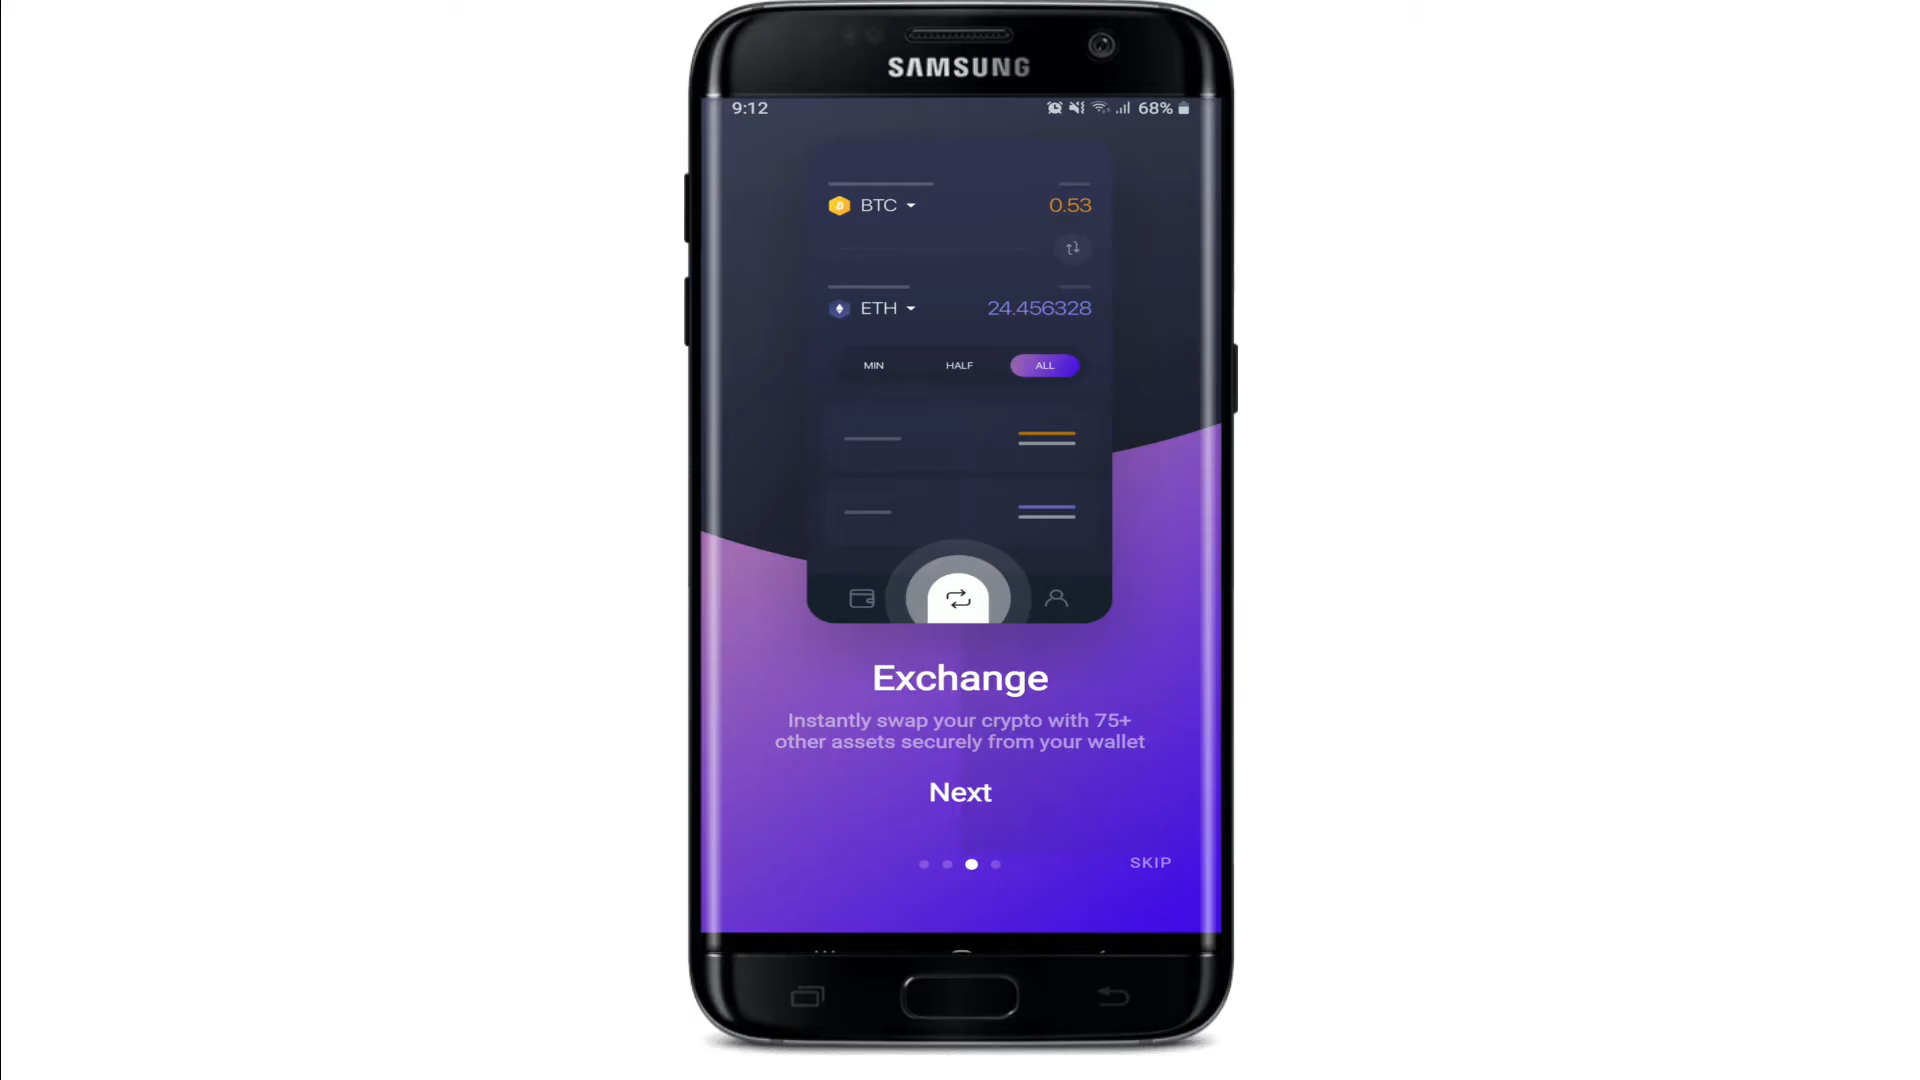 SAMSUNG
9:12
68%
BTC
0.53
ETH
24.456328
MIN HALF ALL
Exchange
Instantly swap your crypto with 75+
other assets securely from your wallet
Next
SKIP